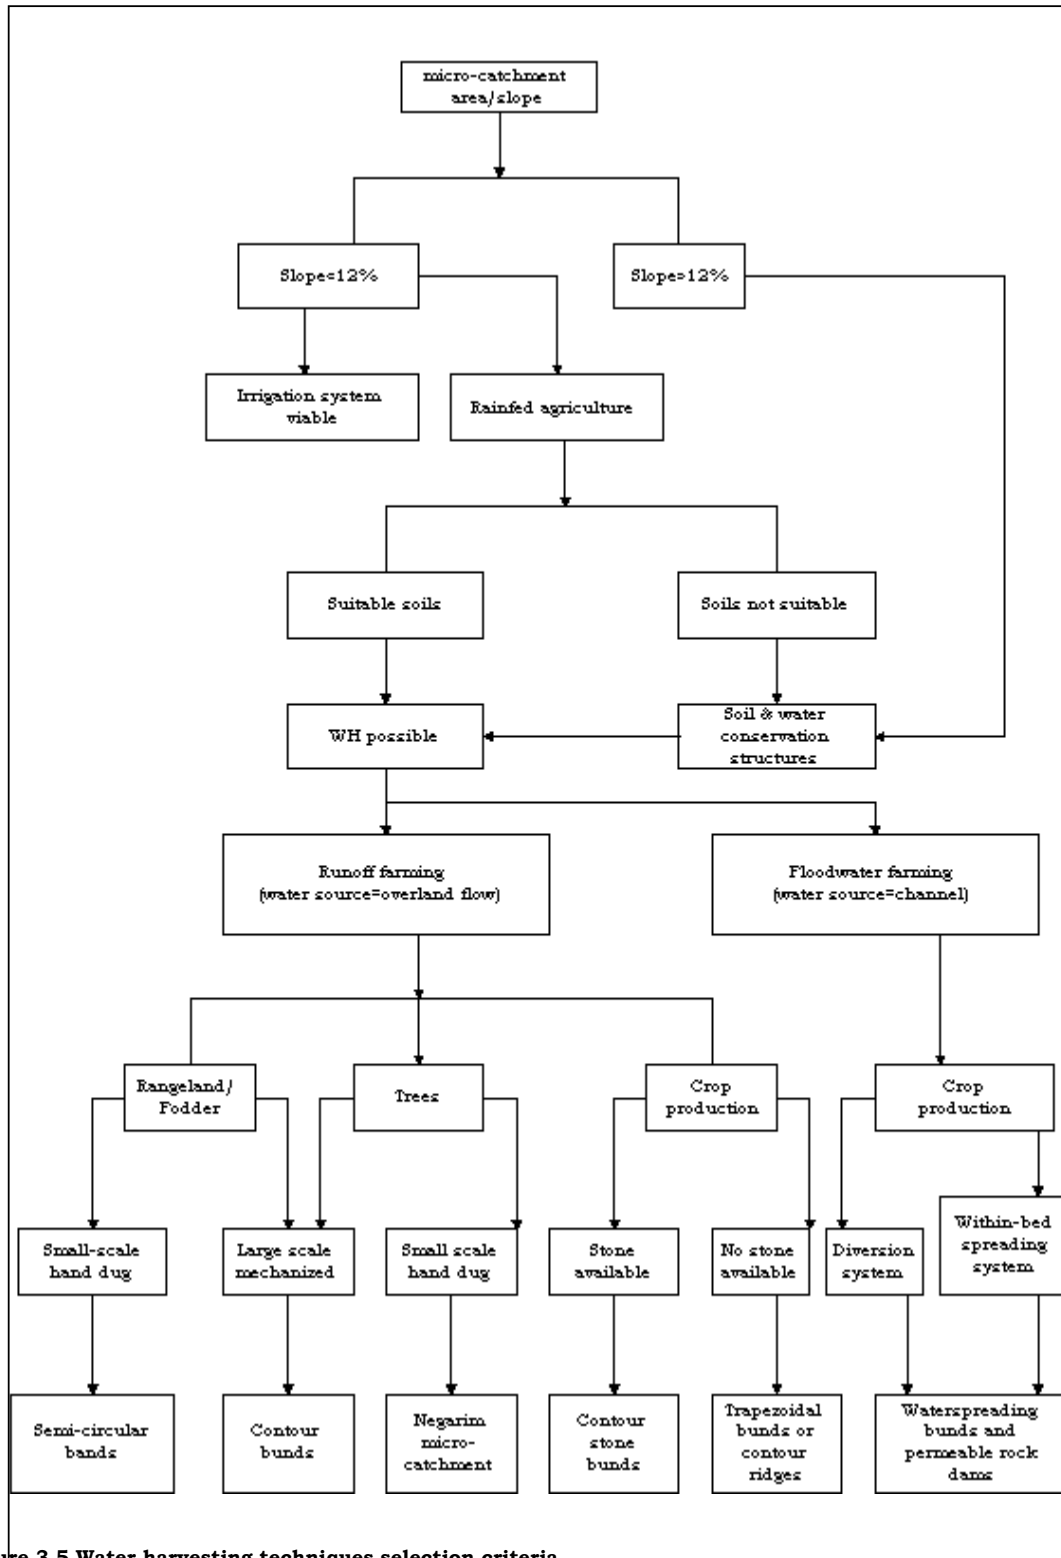 micro-catchment
area/slope
Slope<12%
Slope>12%
Irrigation system
viable
Rainfed agriculture
Suitable soils
Soils not suitable
WH possible
Soil & water
conservation
structures
Runoff farming
(water source=overland flow)
Floodwater farming
(water source=channel)
Rangeland/
Fodder
Trees
Crop
production
Crop
production
Small-scale
hand dug
Large scale
mechanized
Small scale
hand dug
Stone
available
No stone
available
Diversion
system
Within-bed
spreading
system
Semi-circular
bands
Contour
bunds
Negarim
micro-
catchment
Contour
stone
bunds
Trapezoidal
bunds or
contour
ridges
Waterspreading
bunds and
permeable rock
dams
3.5 Water harvesting techniques selection criteria